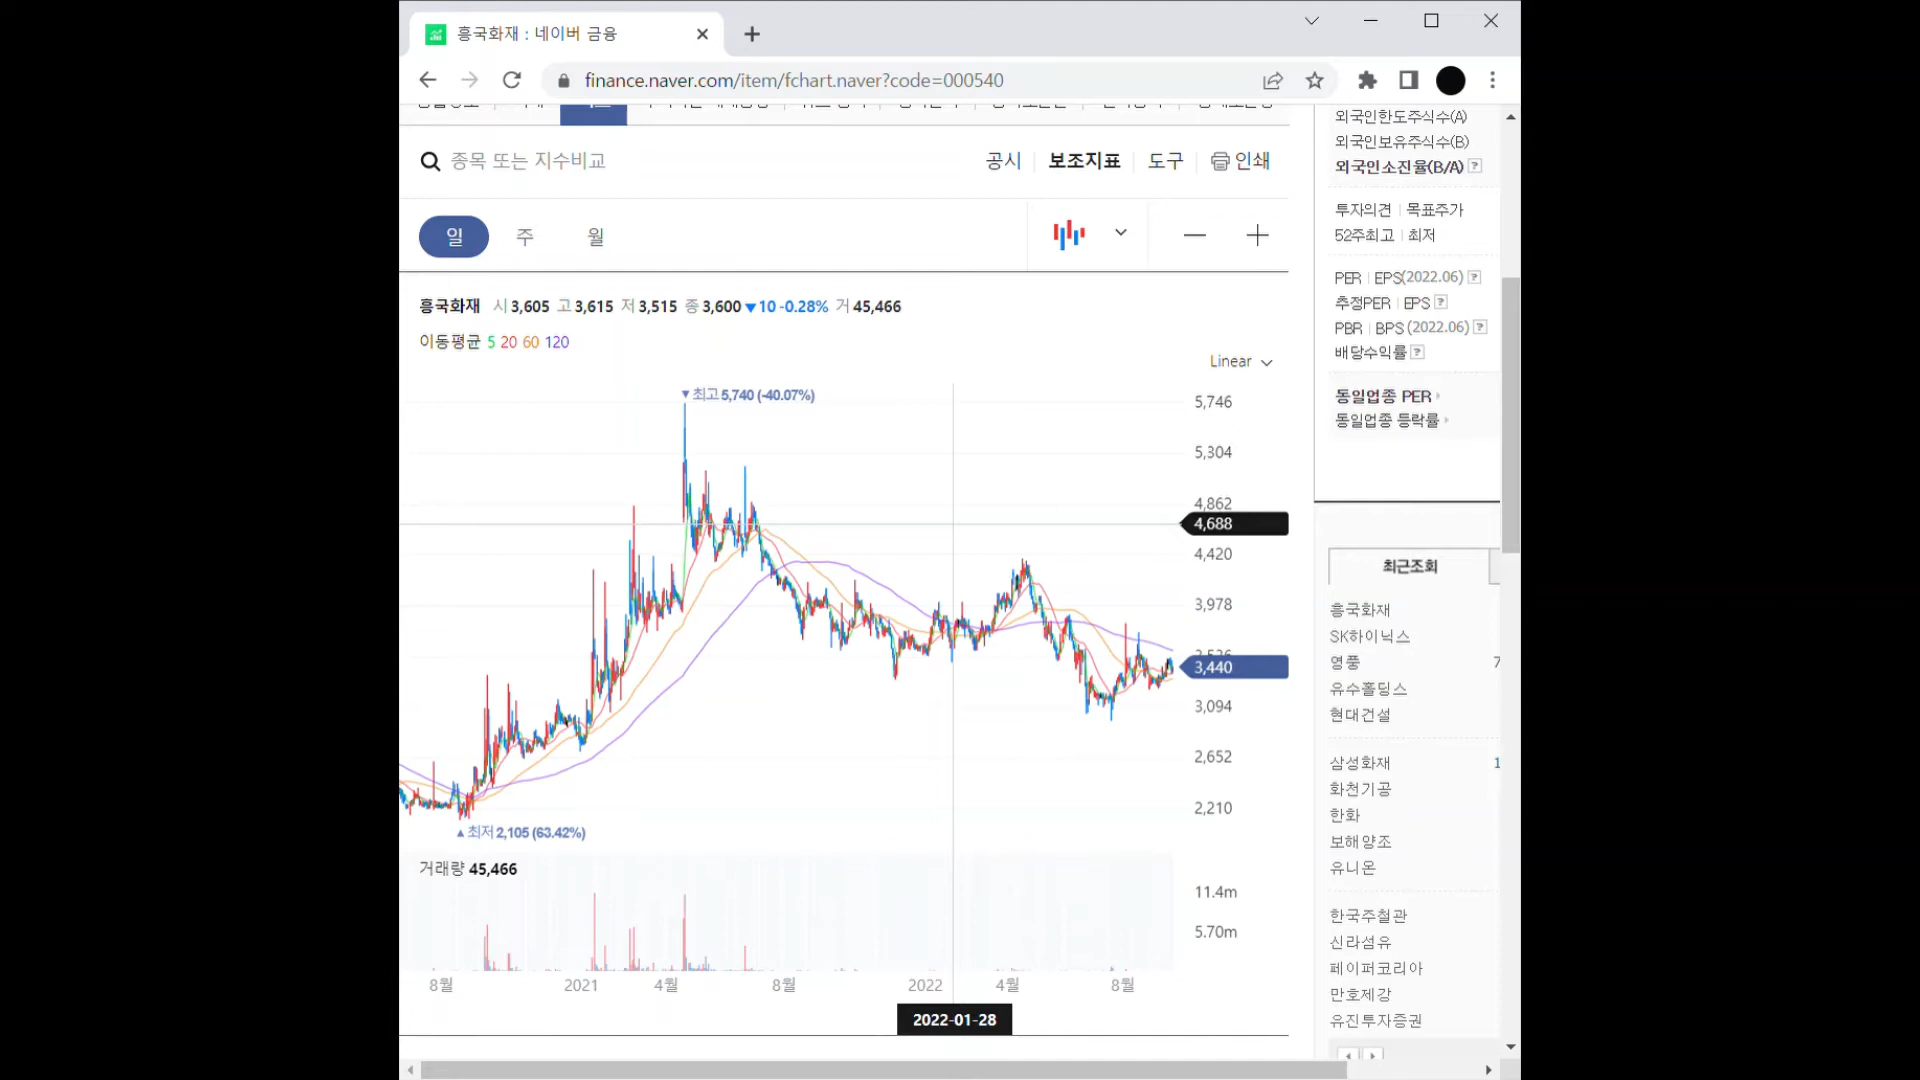 흥국화재 : 네이버 금융
finance.naver.com/item/fchart.naver?code=000540
종목 또는 지수비교
공시 보조지표 도구 인쇄
일 주 월
흥국화재 시 3,605 고 3,615 저 3,515 종 3,600 ▼10 -0.28% 거 45,466
이동평균 5 20 60 120
Linear
▼최고 5,740 (-40.07%)
5,746
5,304
4,862
4,688
4,420
3,978
3,440
3,094
2,652
2,210
▲최저 2,105 (63.42%)
거래량 45,466
11.4m
5.70m
8월 2021 4월 8월 2022 4월 8월
2022-01-28
외국인한도주식수(A)
외국인보유주식수(B)
외국인소진율(B/A) ?
투자의견 | 목표주가
52주최고 | 최저
PER | EPS(2022.06) ?
추정PER | EPS ?
PBR | BPS (2022.06) ?
배당수익률 ?
동일업종 PER
동일업종 등락률
최근조회
흥국화재
SK하이닉스
영풍 7
유수홀딩스
현대건설
삼성화재 1
화천기공
한화
보해양조
유니온
한국주철관
신라섬유
페이퍼코리아
만호제강
유진투자증권